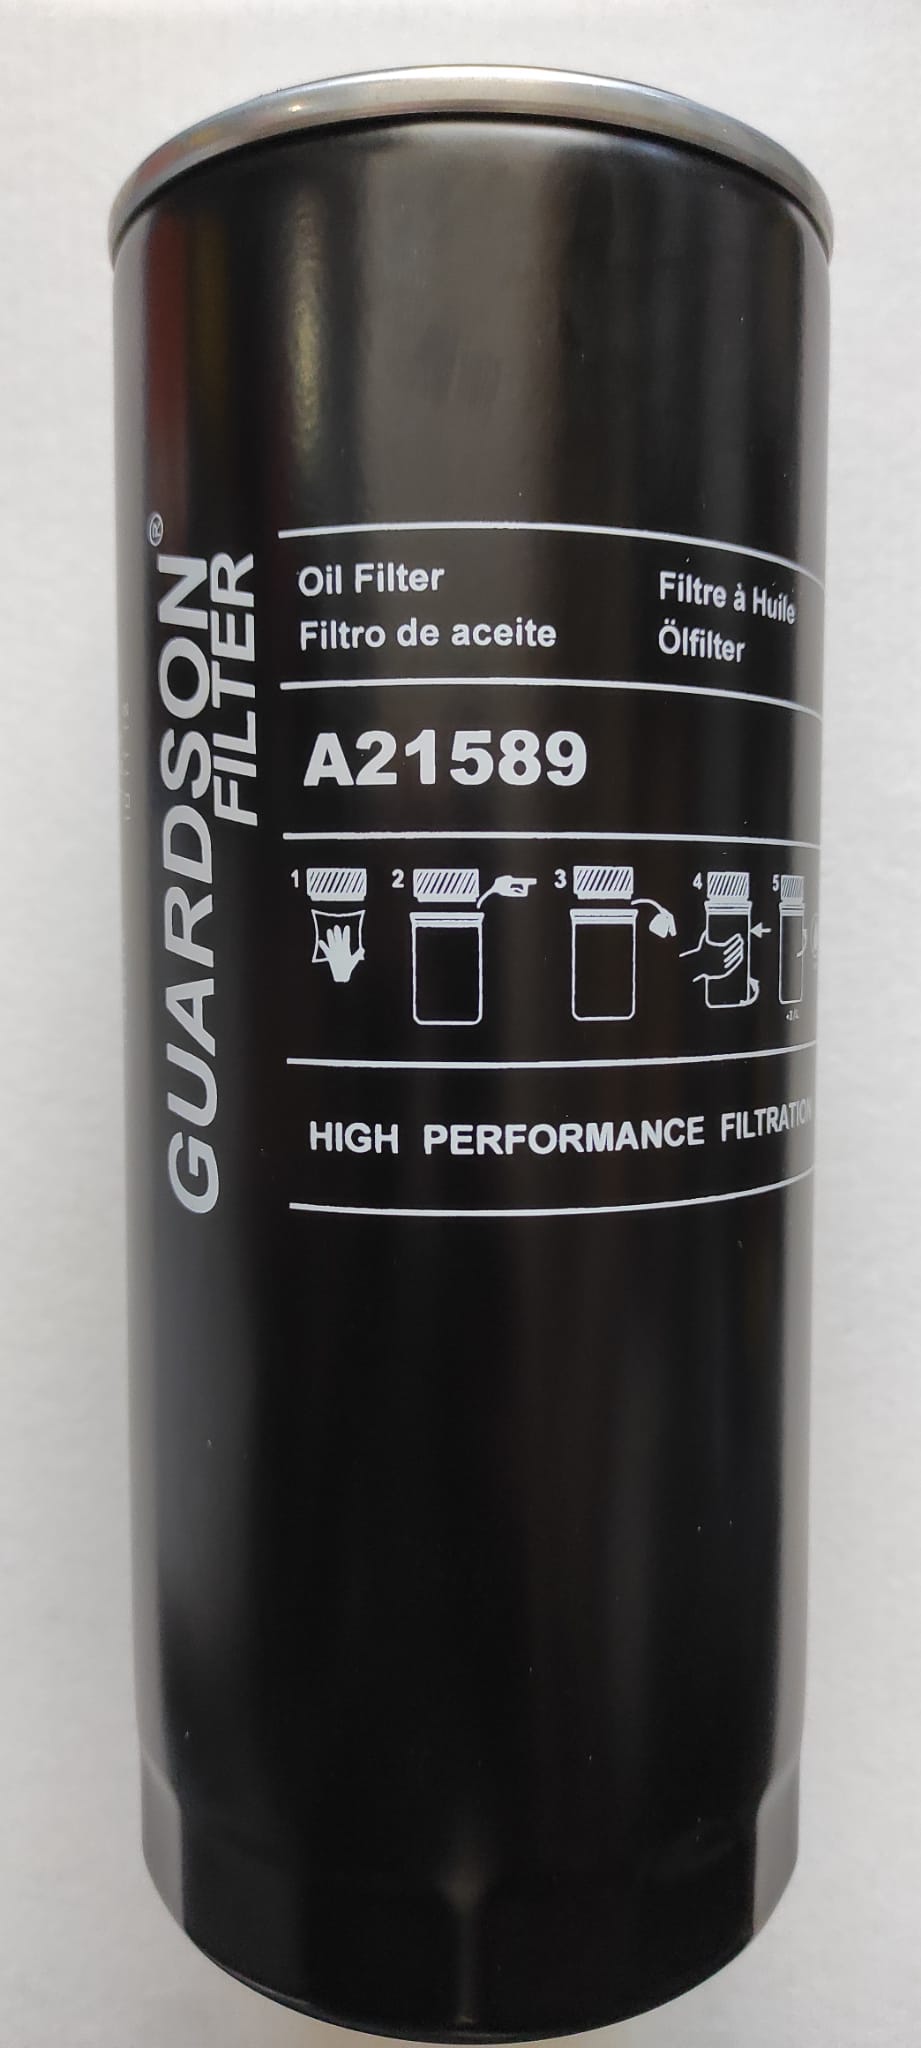 GUARDSON®
FILTER
Oil Filter
Filtro de aceite
Filtre à Huile
Ölfilter
A21589
1 2 3 4 5
HIGH PERFORMANCE FILTRATION